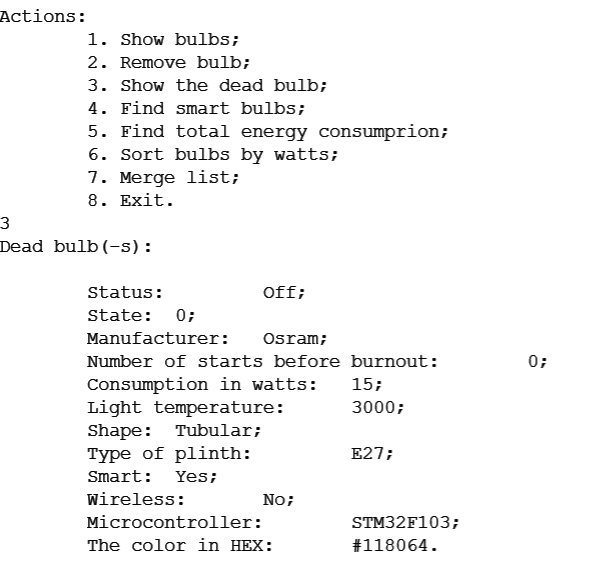 Actions:
1. Show bulbs;
2. Remove bulb;
3. Show the dead bulb;
4. Find smart bulbs;
5. Find total energy consumprion;
6. Sort bulbs by watts;
7. Merge list;
8. Exit.
3
Dead bulb(-s):
Status: Off;
State: 0;
Manufacturer: Osram;
Number of starts before burnout: 0;
Consumption in watts: 15;
Light temperature: 3000;
Shape: Tubular;
Type of plinth: E27;
Smart: Yes;
Wireless: No;
Microcontroller: STM32F103;
The color in HEX: #118064.